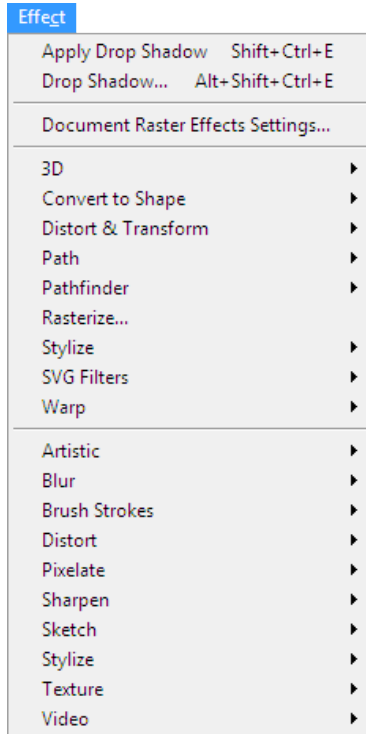 Effect
Apply Drop Shadow Shift+Ctrl+E
Drop Shadow... Alt+Shift+Ctrl+E
Document Raster Effects Settings...
3D
Convert to Shape
Distort & Transform
Path
Pathfinder
Rasterize...
Stylize
SVG Filters
Warp
Artistic
Blur
Brush Strokes
Distort
Pixelate
Sharpen
Sketch
Stylize
Texture
Video